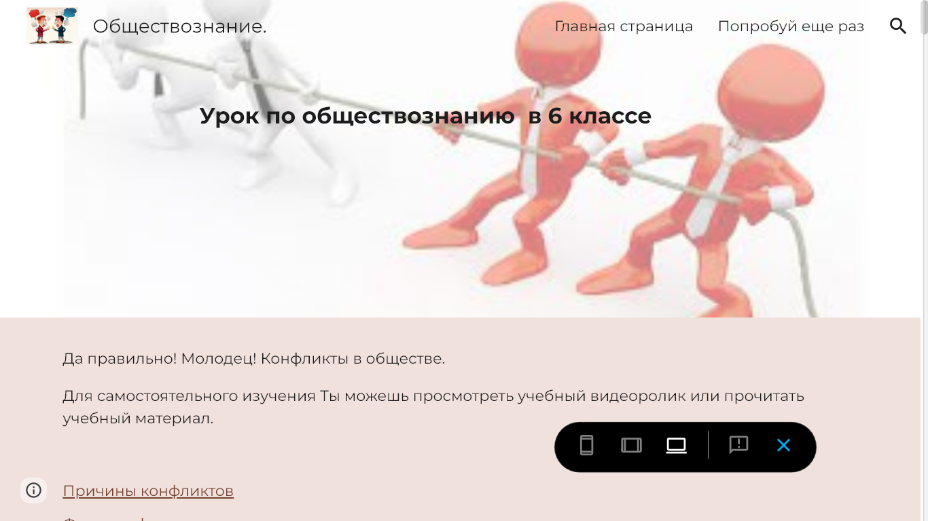 Обществознание.
Главная страница
Попробуй еще раз
Урок по обществознанию в 6 классе
Да правильно! Молодец! Конфликты в обществе.
Для самостоятельного изучения Ты можешь просмотреть учебный видеоролик или прочитать
учебный материал.
Причины конфликтов